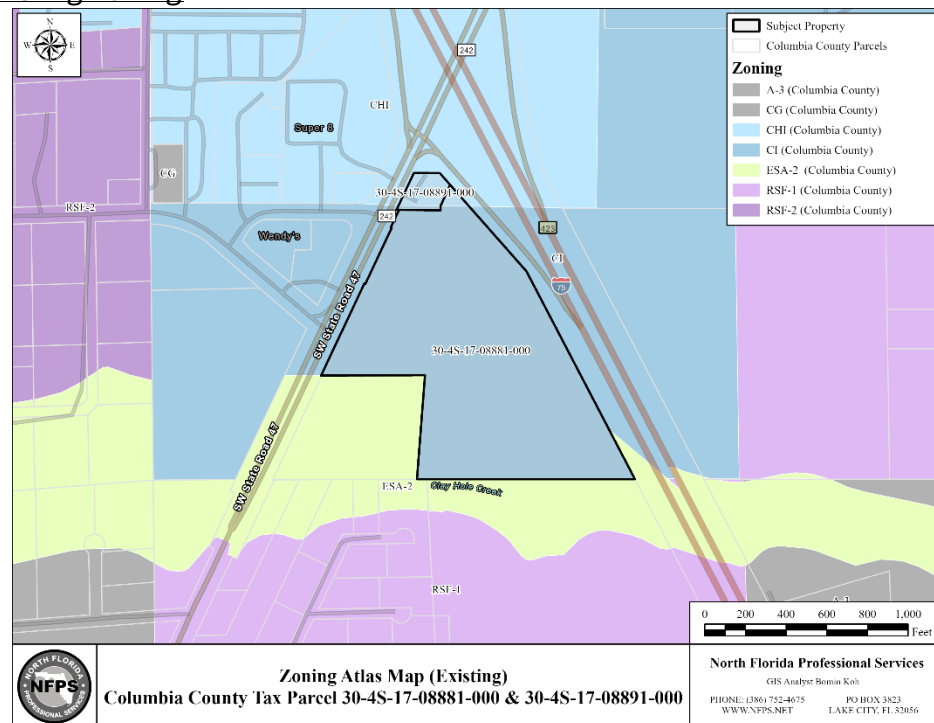 N
W E
S
Subject Property
Columbia County Parcels
Zoning
A-3 (Columbia County)
CG (Columbia County)
CHI (Columbia County)
CI (Columbia County)
ESA-2 (Columbia County)
RSF-1 (Columbia County)
RSF-2 (Columbia County)
242
CHI
Super 8
CG
30-4S-17-08891-000
RSF-2
242
Wendy's
423
CI
75
SW State Road 47
30-4S-17-08881-000
SW State Road 47
ESA-2
Clay Hole Creek
RSF-1
A-3
0 200 400 600 800 1,000
Feet
NORTH FLORIDA
NFPS
PROFESSIONAL SERVICES
Zoning Atlas Map (Existing)
Columbia County Tax Parcel 30-4S-17-08881-000 & 30-4S-17-08891-000
North Florida Professional Services
GIS Analyst Bomin Koh
PHONE: (386) 752-4675 PO BOX 3823
WWW.NFPS.NET LAKE CITY, FL 32056